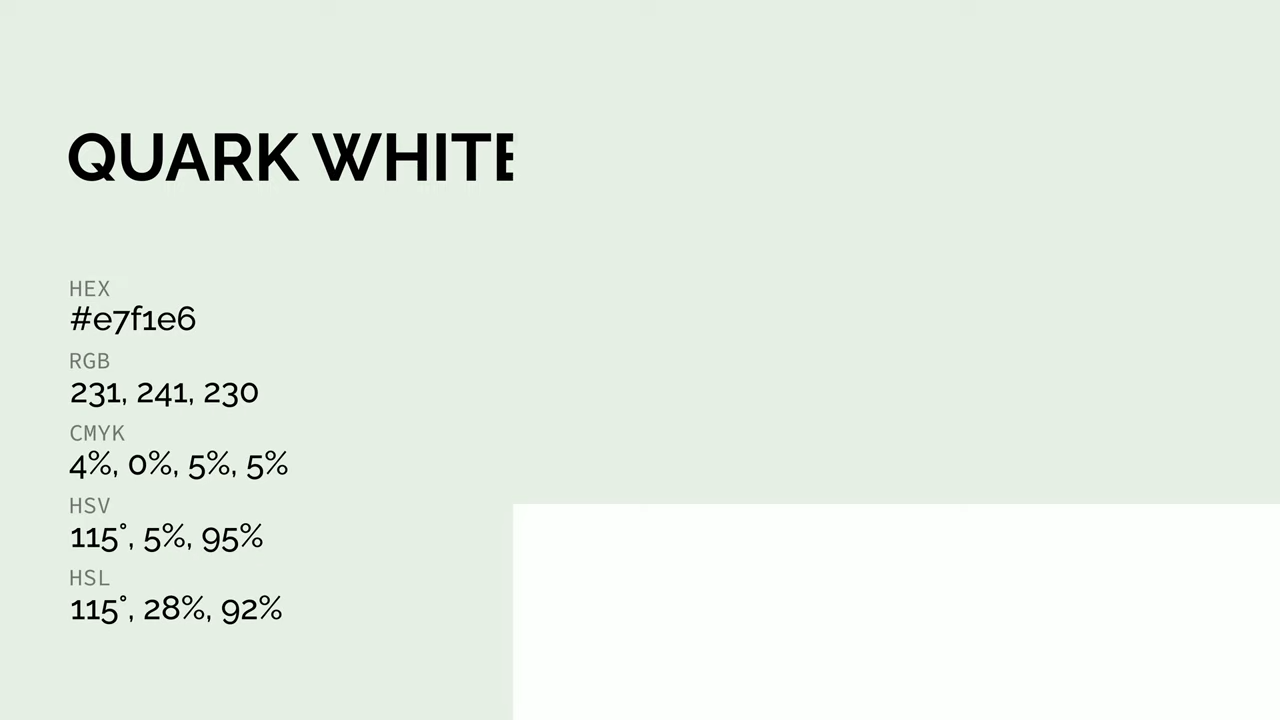 QUARK WHITE
HEX
#e7f1e6
RGB
231, 241, 230
CMYK
4%, 0%, 5%, 5%
HSV
115°, 5%, 95%
HSL
115°, 28%, 92%